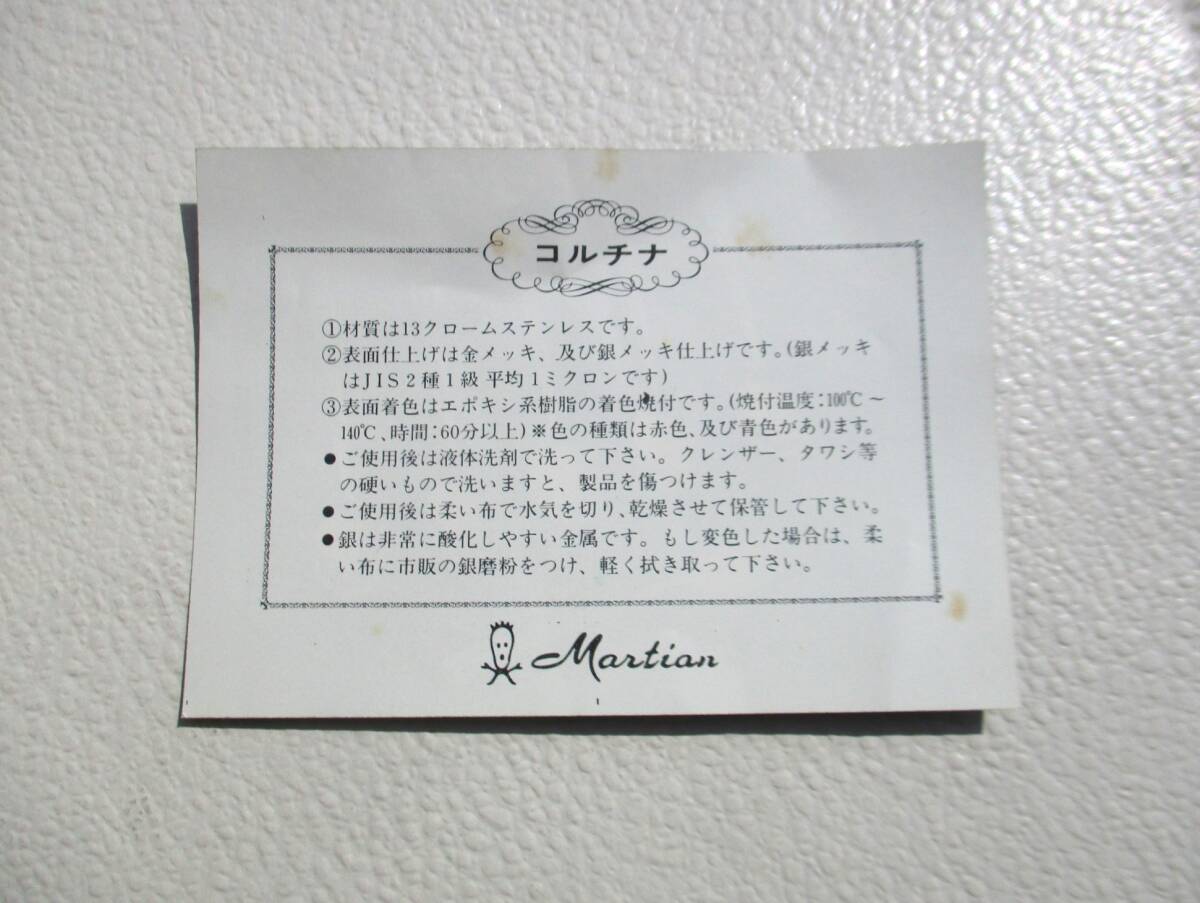 コルチナ
①材質は13クロームステンレスです。
②表面仕上げは金メッキ、及び銀メッキ仕上げです。(銀メッキ
はJIS2種1級 平均1ミクロンです)
③表面着色はエポキシ系樹脂の着色焼付です。(焼付温度:100℃～
140℃、時間:60分以上)※色の種類は赤色、及び青色があります。
●ご使用後は液体洗剤で洗って下さい。クレンザー、タワシ等
の硬いもので洗いますと、製品を傷つけます。
●ご使用後は柔い布で水気を切り、乾燥させて保管して下さい。
●銀は非常に酸化しやすい金属です。もし変色した場合は、柔
い布に市販の銀磨粉をつけ、軽く拭き取って下さい。
Martian